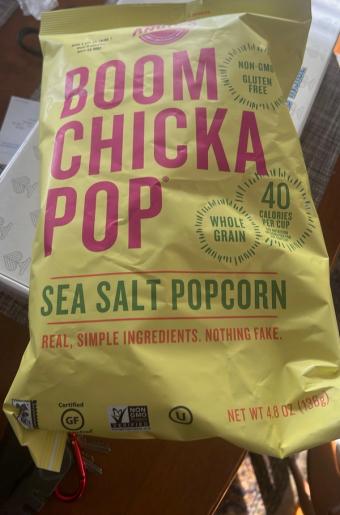 BOOM
CHICKA
POP
NON-GMO
GLUTEN
FREE
40
CALORIES
PER CUP
WHOLE
GRAIN
SEA SALT POPCORN
REAL, SIMPLE INGREDIENTS. NOTHING FAKE.
Certified
GF
NON
GMO
VERIFIED
U
NET WT 4.8 OZ. (136g)